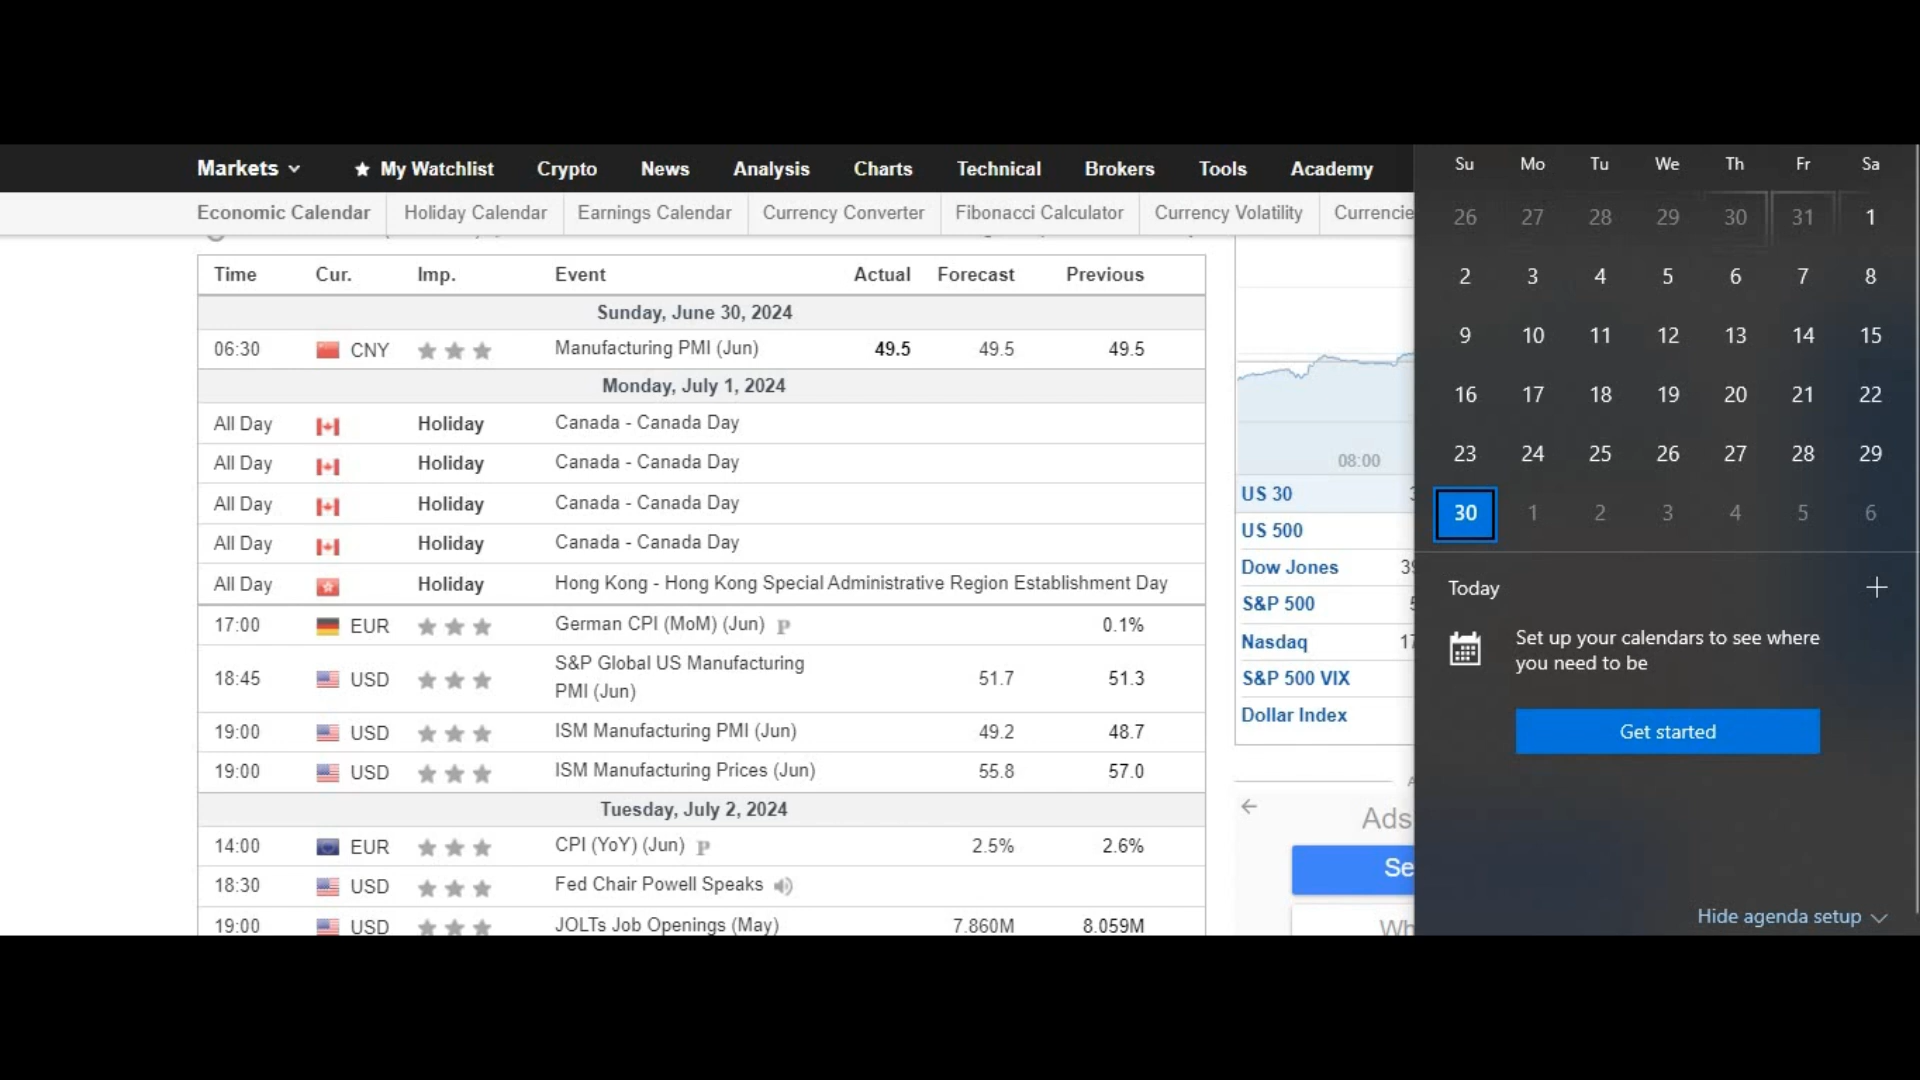 Markets My Watchlist Crypto News Analysis Charts Technical Brokers Tools Academy
Economic Calendar Holiday Calendar Earnings Calendar Currency Converter Fibonacci Calculator Currency Volatility Currencie
Time Cur. Imp. Event Actual Forecast Previous
Sunday, June 30, 2024
06:30 CNY Manufacturing PMI (Jun) 49.5 49.5 49.5
Monday, July 1, 2024
All Day Holiday Canada - Canada Day
All Day Holiday Canada - Canada Day
All Day Holiday Canada - Canada Day
All Day Holiday Canada - Canada Day
All Day Holiday Hong Kong - Hong Kong Special Administrative Region Establishment Day
17:00 EUR German CPI (MoM) (Jun) P 0.1%
18:45 USD S&P Global US Manufacturing
PMI (Jun) 51.7 51.3
19:00 USD ISM Manufacturing PMI (Jun) 49.2 48.7
19:00 USD ISM Manufacturing Prices (Jun) 55.8 57.0
Tuesday, July 2, 2024
14:00 EUR CPI (YoY) (Jun) P 2.5% 2.6%
18:30 USD Fed Chair Powell Speaks
19:00 USD JOLTs Job Openings (May) 7.860M 8.059M
08:00
US 30
US 500
Dow Jones
S&P 500
Nasdaq
S&P 500 VIX
Dollar Index
Ads
Se
Wh
Su Mo Tu We Th Fr Sa
26 27 28 29 30 31 1
2 3 4 5 6 7 8
9 10 11 12 13 14 15
16 17 18 19 20 21 22
23 24 25 26 27 28 29
30 1 2 3 4 5 6
Today
Set up your calendars to see where
you need to be
Get started
Hide agenda setup